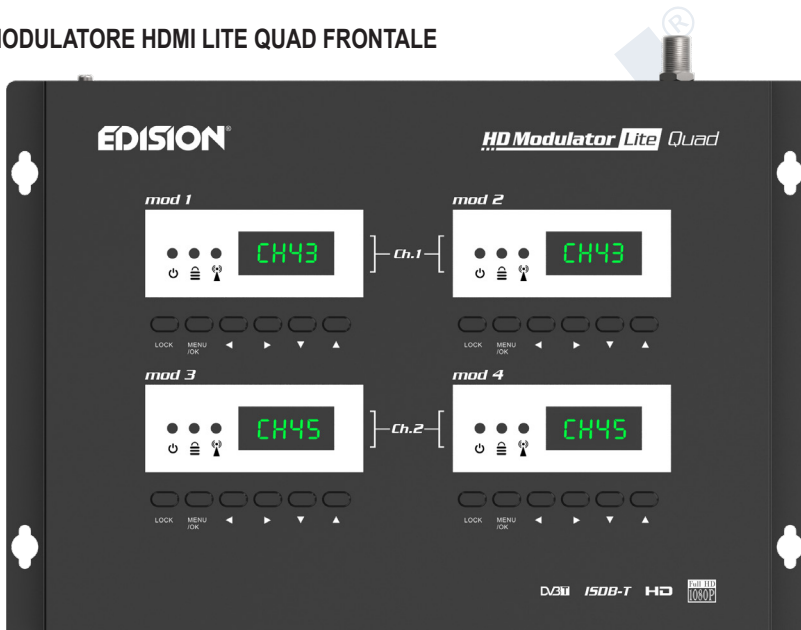 MODULATORE HDMI LITE QUAD FRONTALE
®
EDISION®
HD Modulator Lite Quad
mod 1
mod 2
CH43
Ch.1
CH43
LOCK MENU /OK ◄ ► ▼ ▲
LOCK MENU /OK ◄ ► ▼ ▲
mod 3
mod 4
CH45
Ch.2
CH45
LOCK MENU /OK ◄ ► ▼ ▲
LOCK MENU /OK ◄ ► ▼ ▲
DVB T ISDB-T HD Full HD 1080P